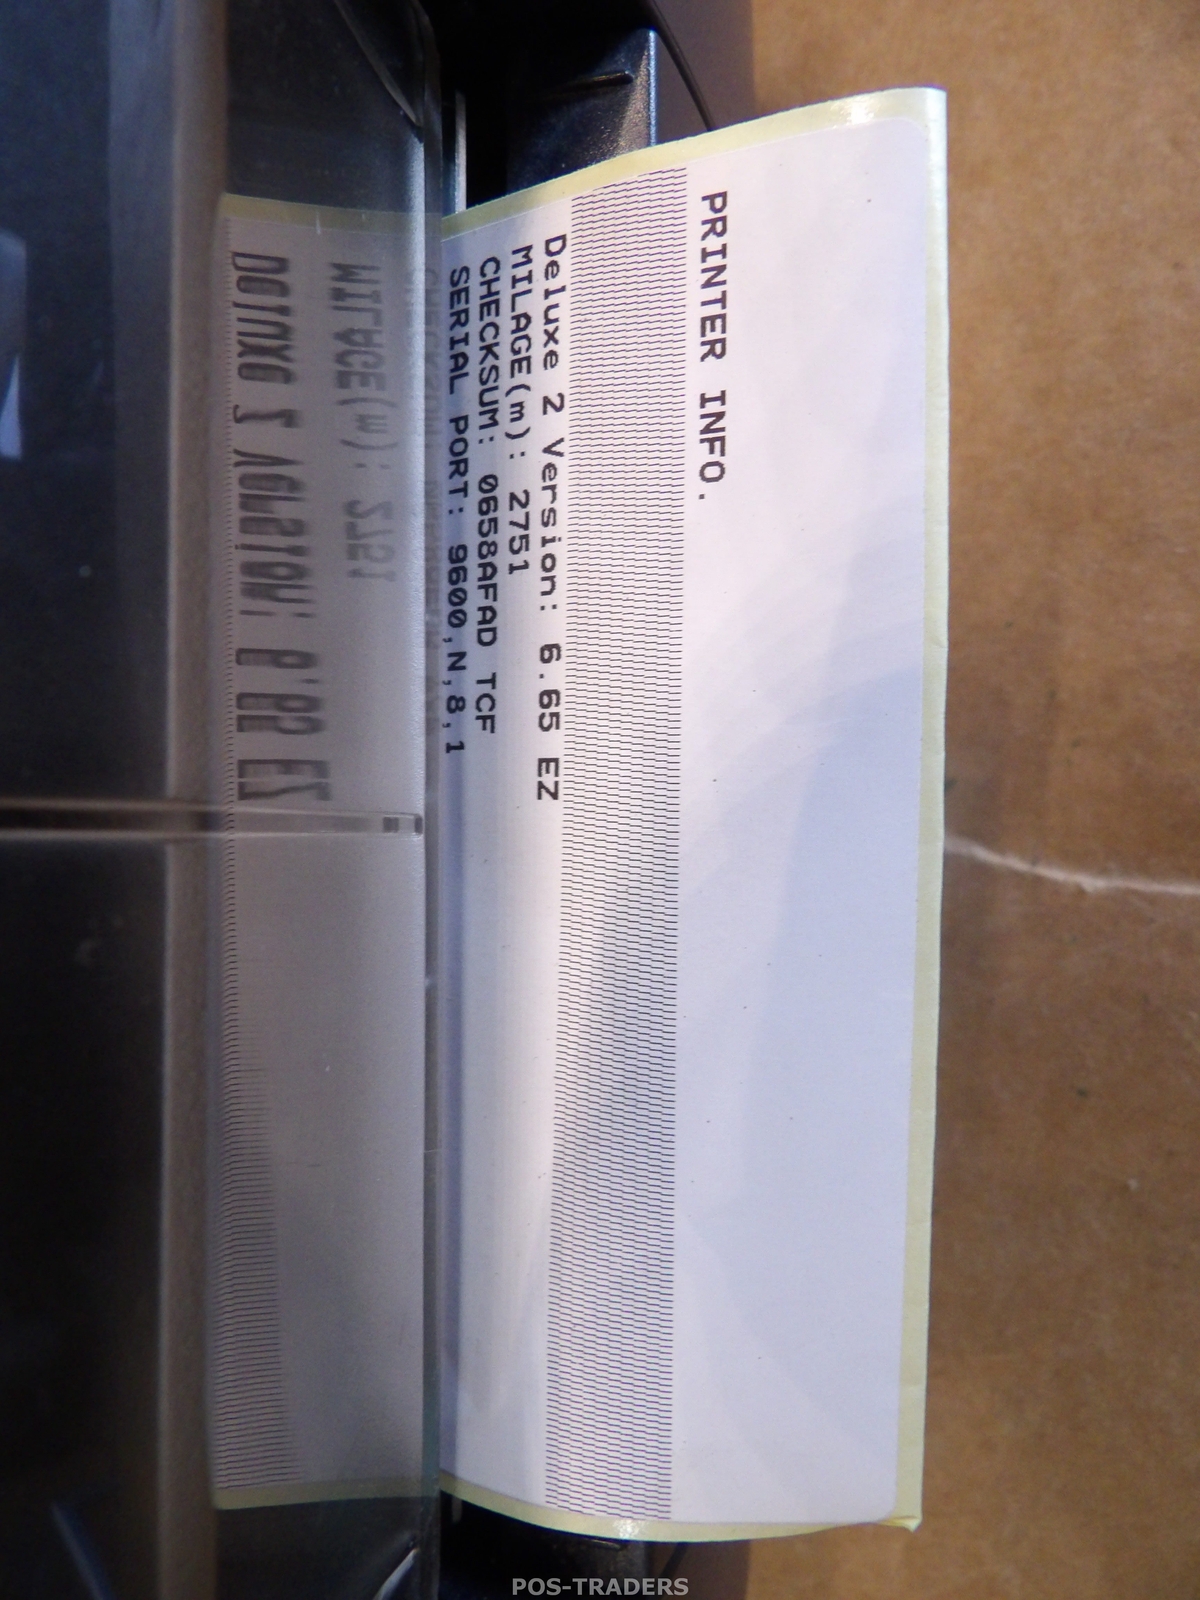 PRINTER INFO.
Deluxe 2 Version: 6.65 EZ
MILAGE(m): 2751
CHECKSUM: 0658AFAD TCF
SERIAL PORT: 9600,N,8,1
POS-TRADERS